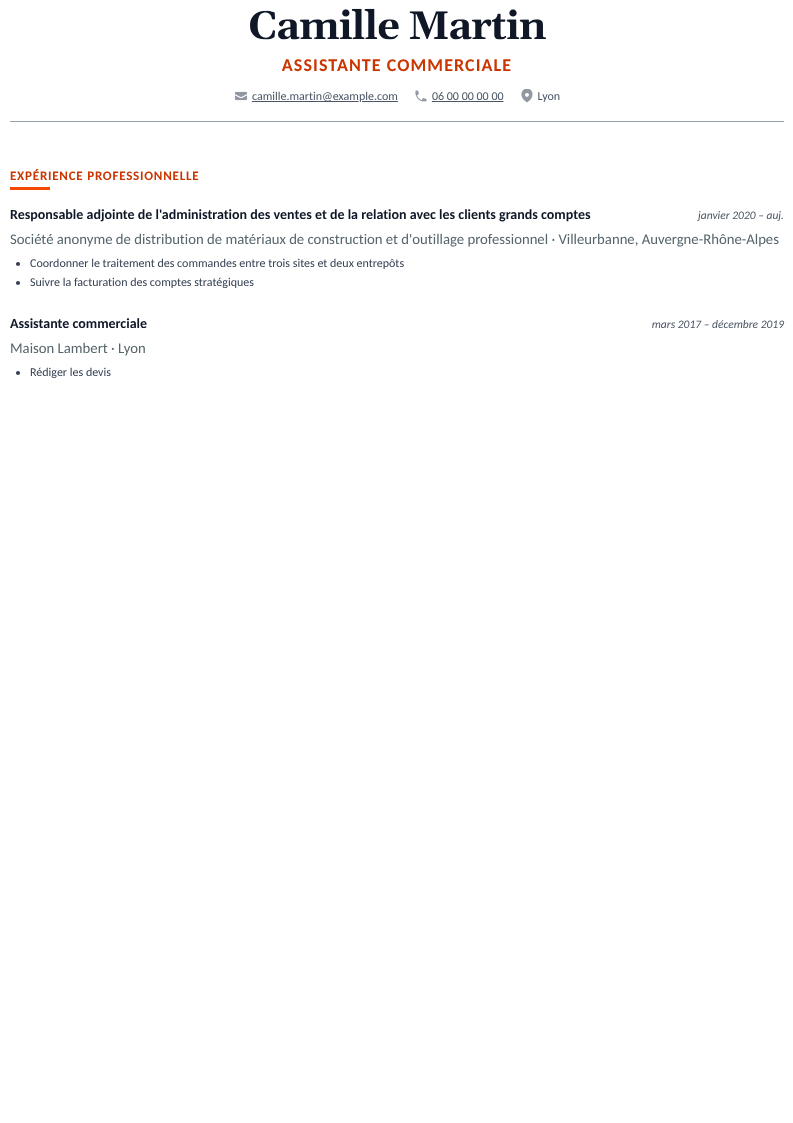 Camille Martin
ASSISTANTE COMMERCIALE
camille.martin@example.com 06 00 00 00 00 Lyon
EXPÉRIENCE PROFESSIONNELLE
Responsable adjointe de l'administration des ventes et de la relation avec les clients grands comptes janvier 2020 – auj.
Société anonyme de distribution de matériaux de construction et d'outillage professionnel · Villeurbanne, Auvergne-Rhône-Alpes
• Coordonner le traitement des commandes entre trois sites et deux entrepôts
• Suivre la facturation des comptes stratégiques
Assistante commerciale mars 2017 – décembre 2019
Maison Lambert · Lyon
• Rédiger les devis